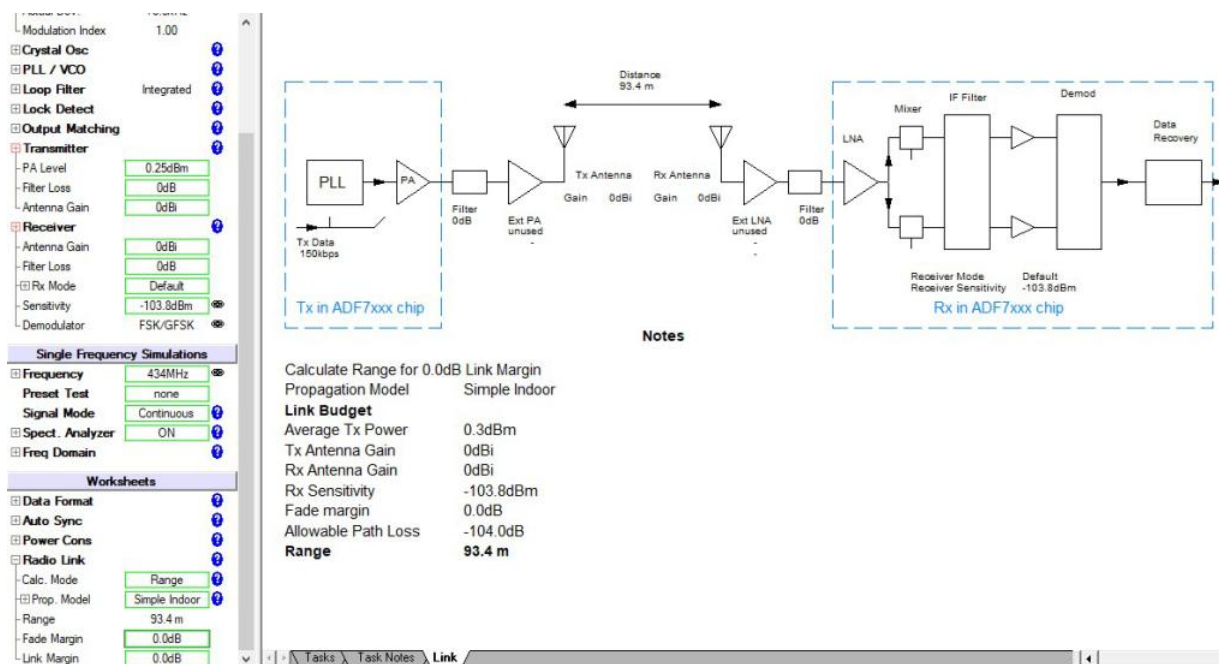 Modulation Index 1.00
Crystal Osc
PLL / VCO
Loop Filter Integrated
Lock Detect
Output Matching
Transmitter
PA Level 0.25dBm
Filter Loss 0dB
Antenna Gain 0dBi
Receiver
Antenna Gain 0dBi
Filter Loss 0dB
Rx Mode Default
Sensitivity -103.8dBm
Demodulator FSK/GFSK
Single Frequency Simulations
Frequency 434MHz
Preset Test none
Signal Mode Continuous
Spect. Analyzer ON
Freq Domain
Worksheets
Data Format
Auto Sync
Power Cons
Radio Link
Calc. Mode Range
Prop. Model Simple Indoor
Range 93.4 m
Fade Margin 0.0dB
Link Margin 0.0dB
Distance
93.4 m
PLL
PA
Tx Data
150kbps
Filter
0dB
Ext PA
unused
-
Tx Antenna
Gain 0dBi
Rx Antenna
Gain 0dBi
Ext LNA
unused
-
Filter
0dB
LNA
Mixer
IF Filter
Demod
Data
Recovery
Receiver Mode Default
Receiver Sensitivity -103.8dBm
Tx in ADF7xxx chip
Rx in ADF7xxx chip
Notes
Calculate Range for 0.0dB Link Margin
Propagation Model Simple Indoor
Link Budget
Average Tx Power 0.3dBm
Tx Antenna Gain 0dBi
Rx Antenna Gain 0dBi
Rx Sensitivity -103.8dBm
Fade margin 0.0dB
Allowable Path Loss -104.0dB
Range 93.4 m
Tasks Task Notes Link